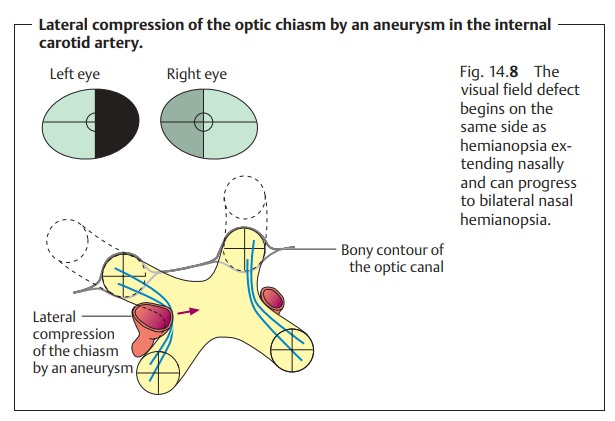 Lateral compression of the optic chiasm by an aneurysm in the internal
carotid artery.
Left eye
Right eye
Fig. 14.8 The
visual field defect
begins on the
same side as
hemianopsia ex-
tending nasally
and can progress
to bilateral nasal
hemianopsia.
Bony contour of
the optic canal
Lateral
compression
of the chiasm
by an aneurysm